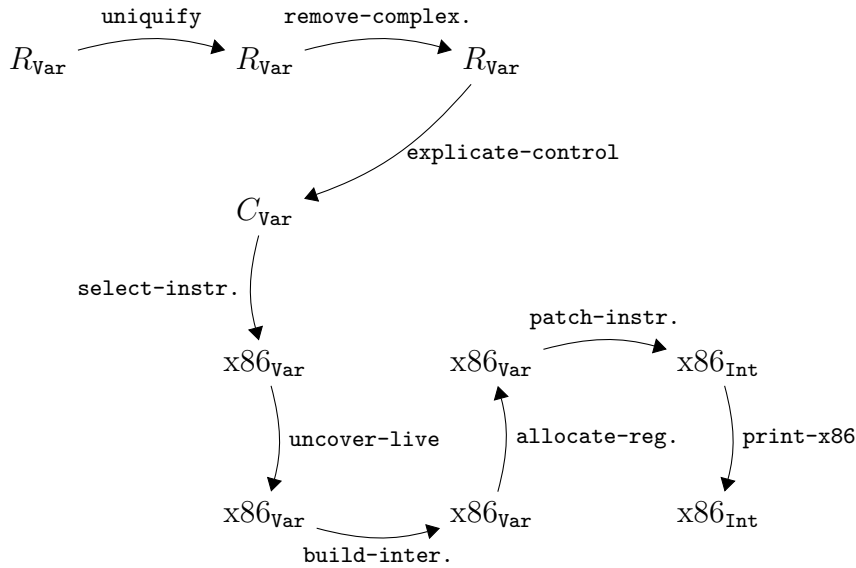 uniquify remove-complex.
R_Var R_Var R_Var
explicate-control
C_Var
select-instr.
patch-instr.
x86_Var x86_Var x86_Int
uncover-live allocate-reg. print-x86
x86_Var x86_Var x86_Int
build-inter.